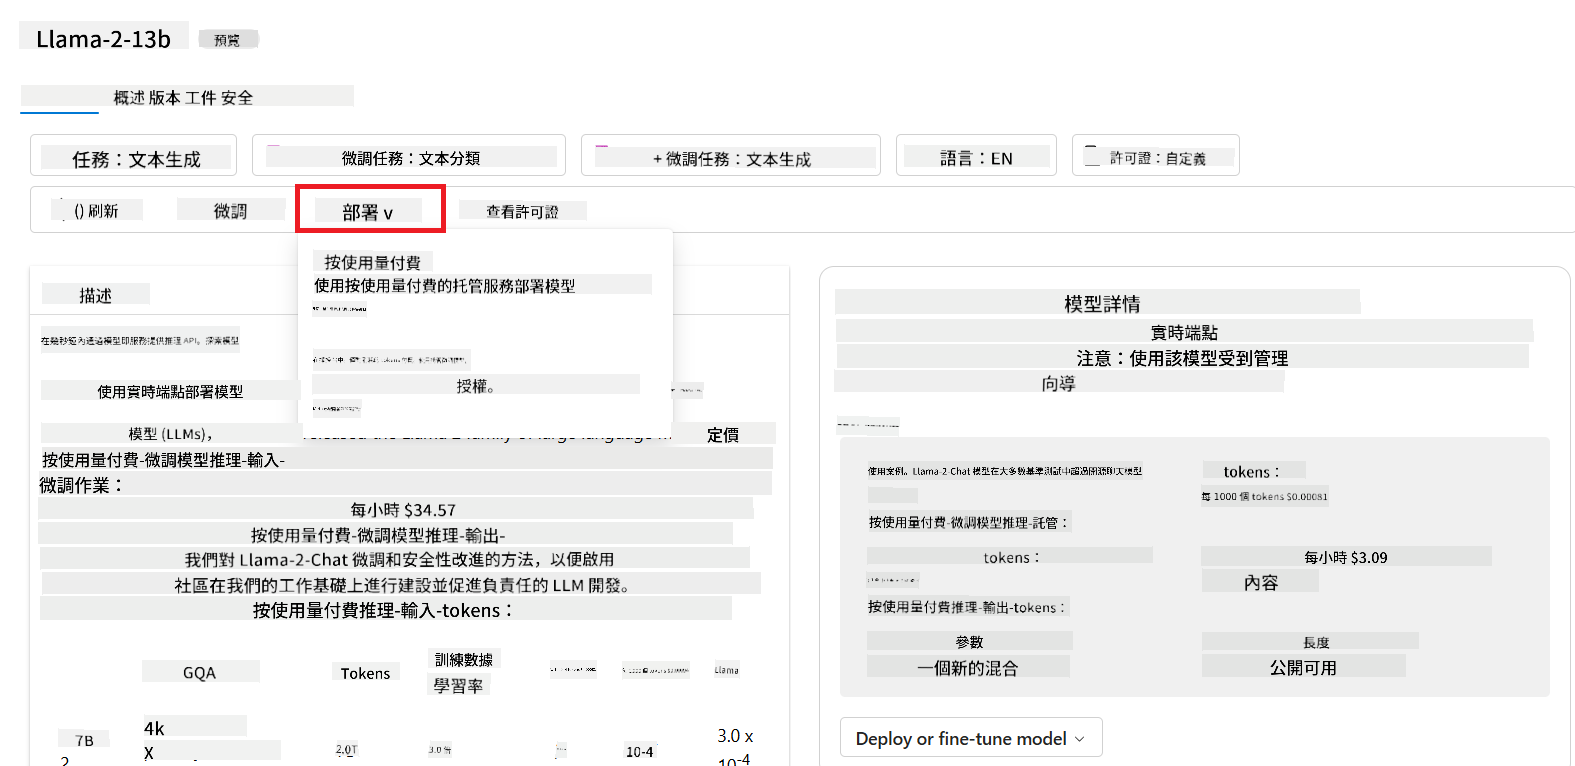 Llama-2-13b 預覽
概述 版本 工件 安全
任務：文本生成
微調任務：文本分類
+ 微調任務：文本生成
語言：EN
許可證：自定義
() 刷新
微調
部署 v
查看許可證
按使用量付費
使用按使用量付費的托管服務部署模型
授權。
描述
在幾秒鐘內通過模型即服務提供推理 API。探索模型
使用實時端點部署模型
模型 (LLMs)，
定價
按使用量付費-微調模型推理-輸入-
微調作業：
每小時 $34.57
按使用量付費-微調模型推理-輸出-
我們對 Llama-2-Chat 微調和安全性改進的方法，以便啟用
社區在我們的工作基礎上進行建設並促進負責任的 LLM 開發。
按使用量付費推理-輸入-tokens：
GQA
Tokens
訓練數據
學習率
Llama
7B
2
4k
X
2.0T
3.0 倍
10-4
3.0 x
10-4
模型詳情
實時端點
注意：使用該模型受到管理
向導
使用案例。Llama-2-Chat 模型在大多數基準測試中超過開源聊天模型
tokens：
每 1000 個 tokens $0.00081
按使用量付費-微調模型推理-託管：
tokens：
每小時 $3.09
內容
按使用量付費推理-輸出-tokens：
參數
長度
一個新的混合
公開可用
Deploy or fine-tune model